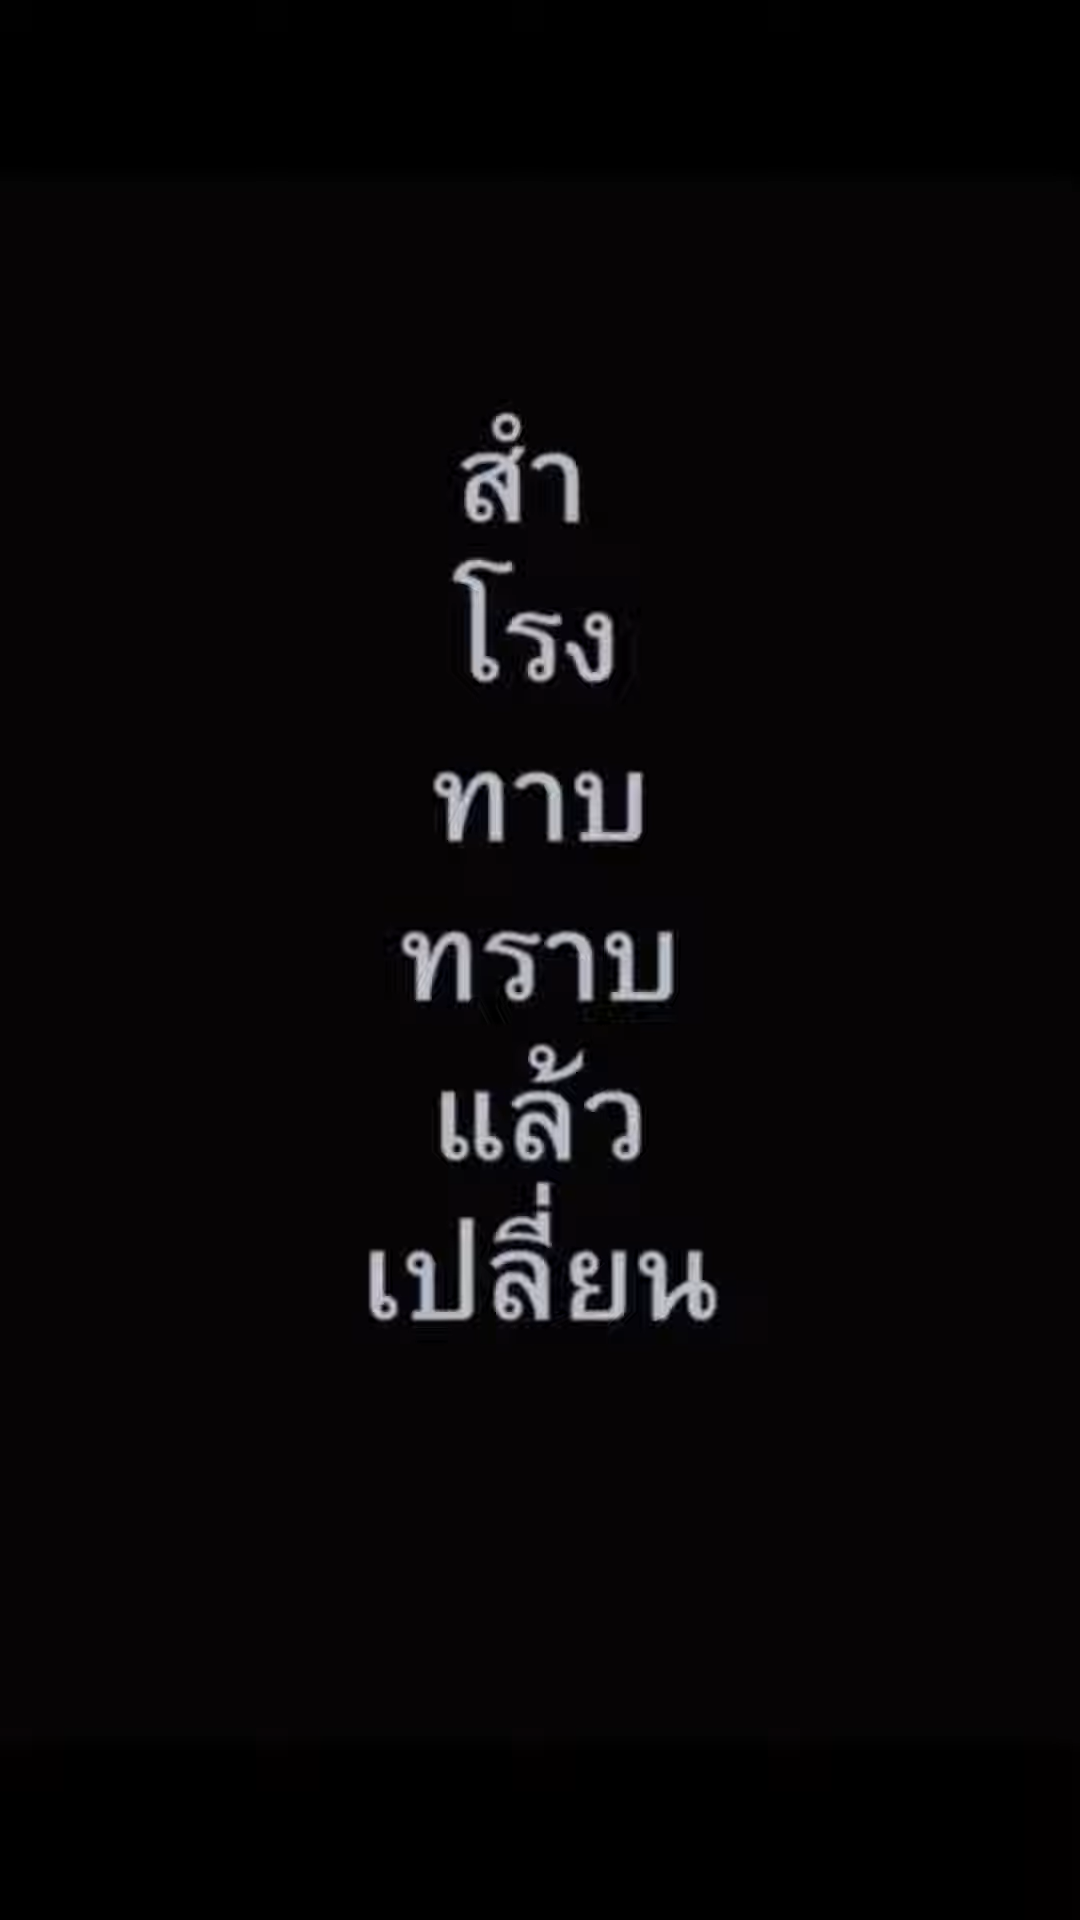 สำ
โรง
ทาบ
ทราบ
แล้ว
เปลี่ยน